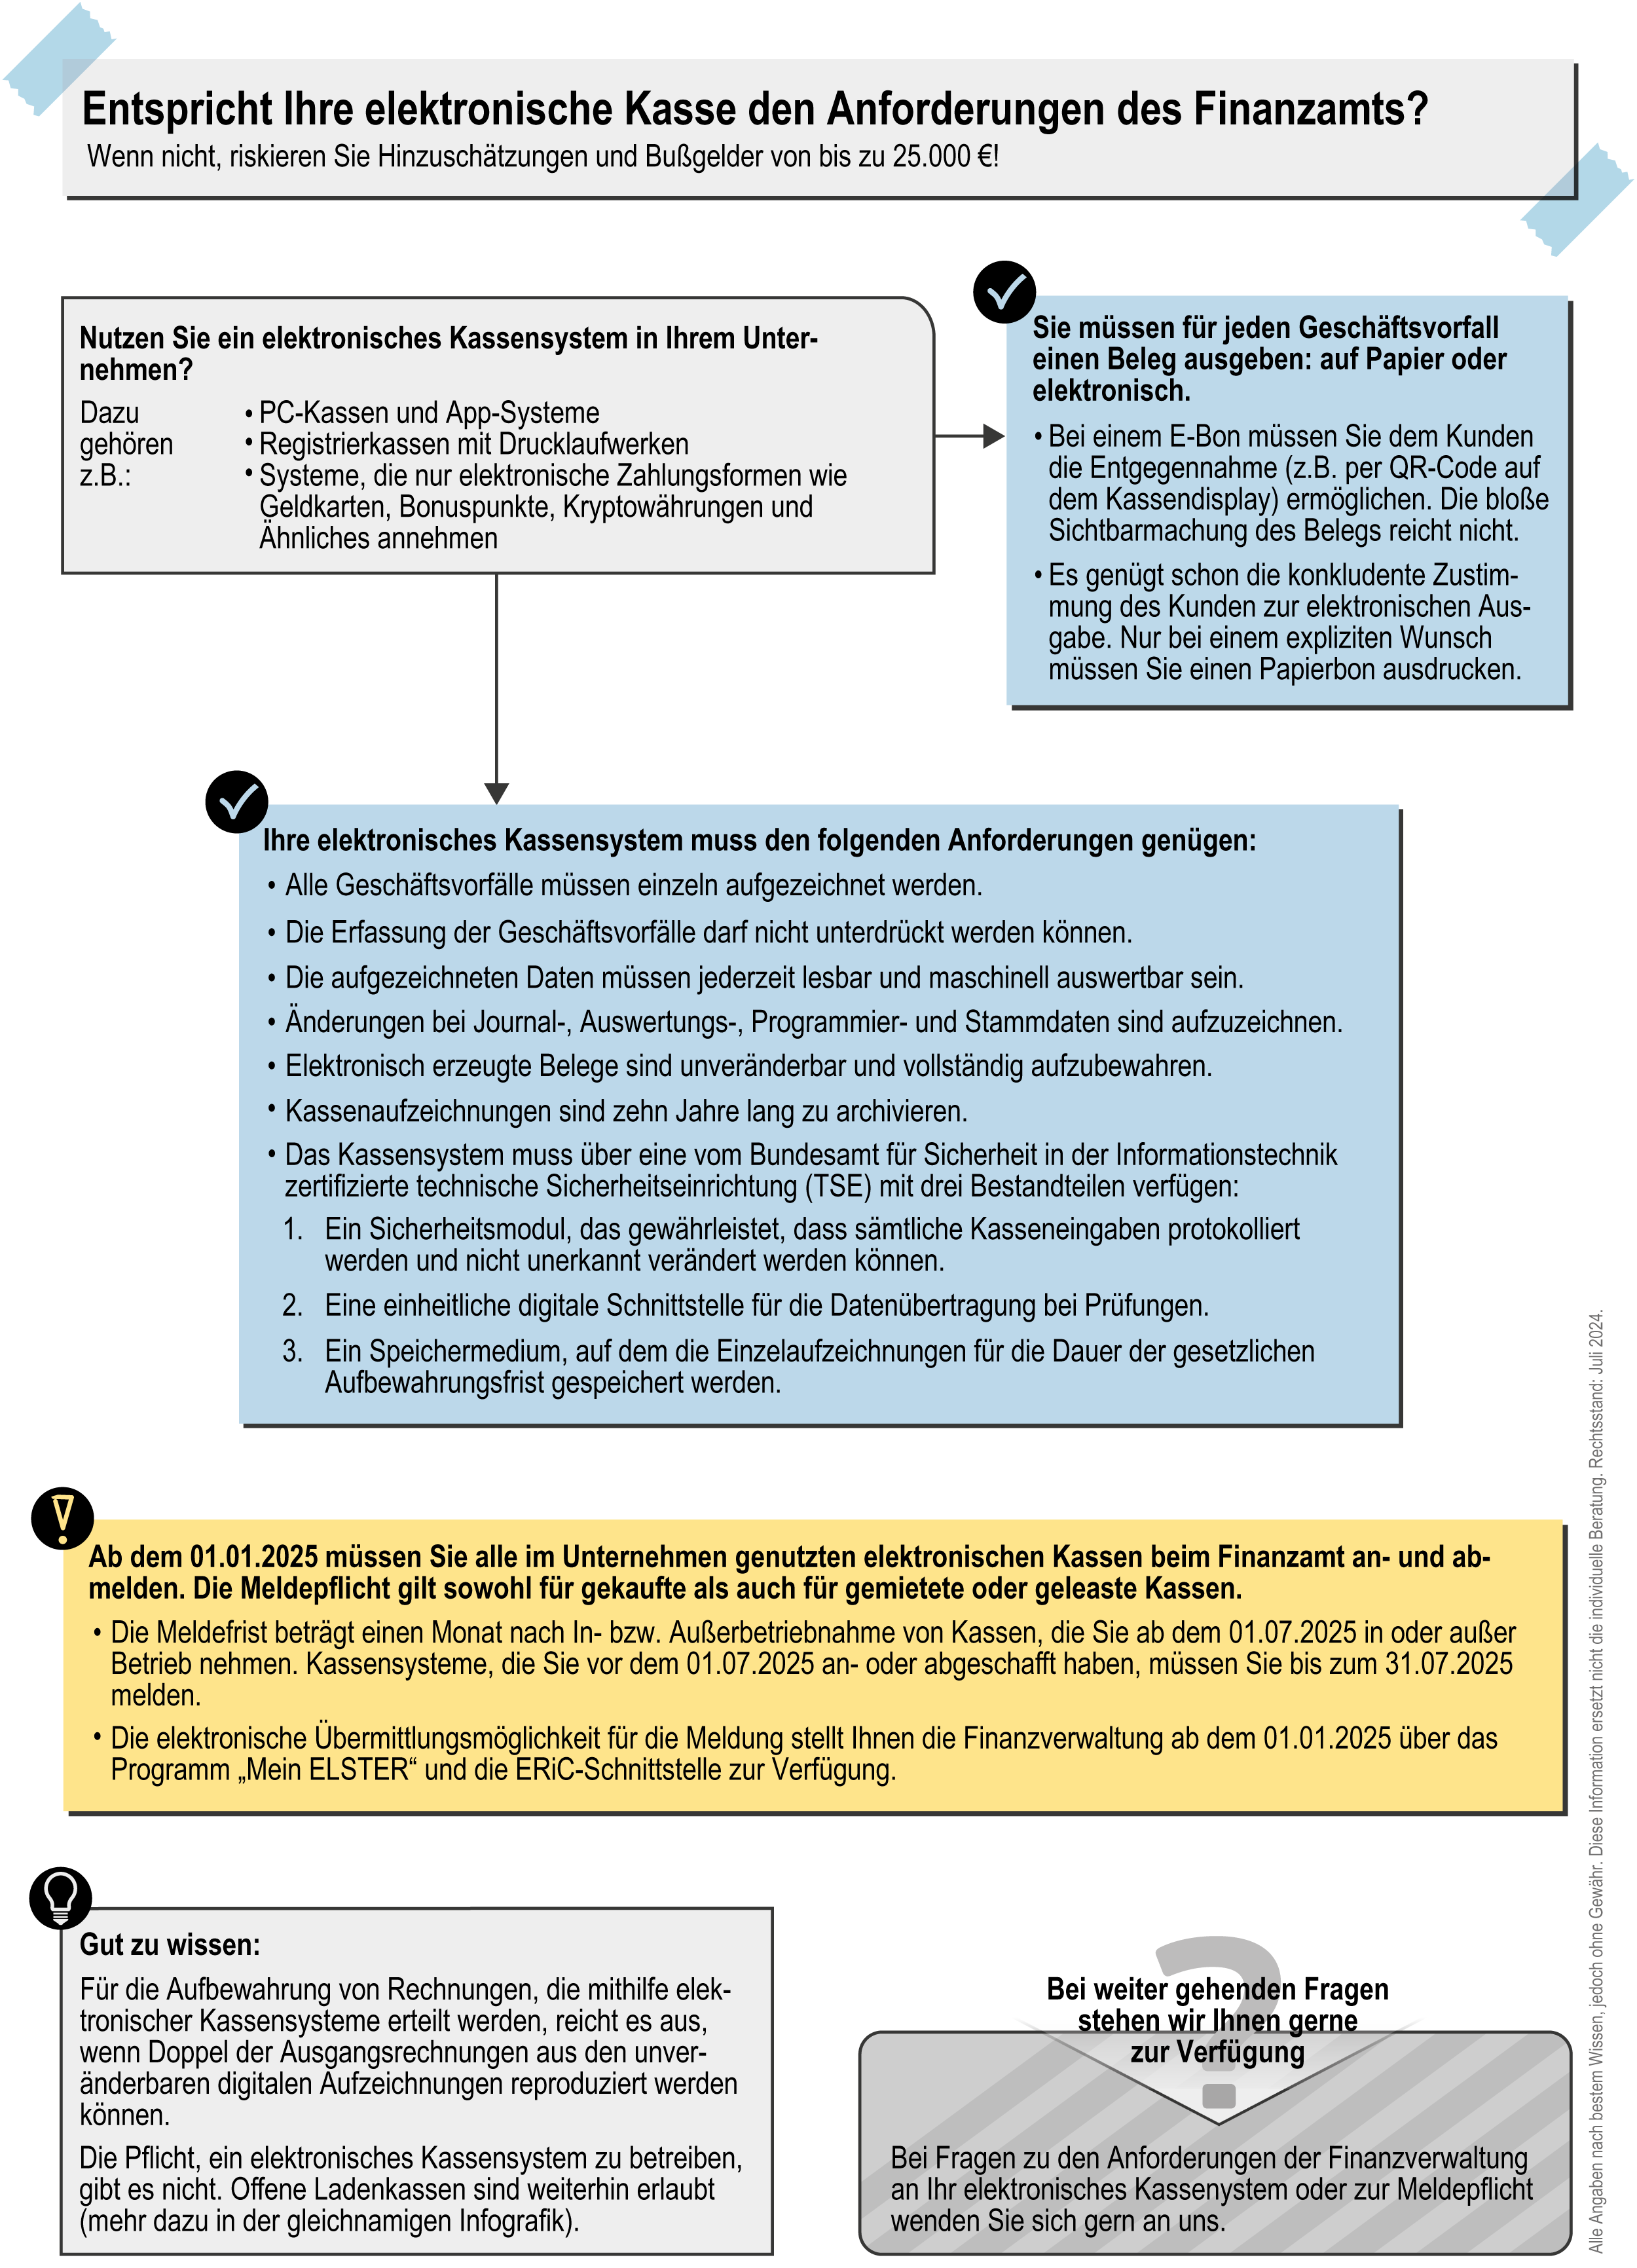 Entspricht Ihre elektronische Kasse den Anforderungen des Finanzamts?
Wenn nicht, riskieren Sie Hinzuschätzungen und Bußgelder von bis zu 25.000 €!
Nutzen Sie ein elektronisches Kassensystem in Ihrem Unter-
nehmen?
Dazu
gehören
z.B.:
• PC-Kassen und App-Systeme
• Registrierkassen mit Drucklaufwerken
• Systeme, die nur elektronische Zahlungsformen wie
Geldkarten, Bonuspunkte, Kryptowährungen und
Ähnliches annehmen
Sie müssen für jeden Geschäftsvorfall
einen Beleg ausgeben: auf Papier oder
elektronisch.
• Bei einem E-Bon müssen Sie dem Kunden
die Entgegennahme (z.B. per QR-Code auf
dem Kassendisplay) ermöglichen. Die bloße
Sichtbarmachung des Belegs reicht nicht.
• Es genügt schon die konkludente Zustim-
mung des Kunden zur elektronischen Aus-
gabe. Nur bei einem expliziten Wunsch
müssen Sie einen Papierbon ausdrucken.
Ihre elektronisches Kassensystem muss den folgenden Anforderungen genügen:
• Alle Geschäftsvorfälle müssen einzeln aufgezeichnet werden.
• Die Erfassung der Geschäftsvorfälle darf nicht unterdrückt werden können.
• Die aufgezeichneten Daten müssen jederzeit lesbar und maschinell auswertbar sein.
• Änderungen bei Journal-, Auswertungs-, Programmier- und Stammdaten sind aufzuzeichnen.
• Elektronisch erzeugte Belege sind unveränderbar und vollständig aufzubewahren.
• Kassenaufzeichnungen sind zehn Jahre lang zu archivieren.
• Das Kassensystem muss über eine vom Bundesamt für Sicherheit in der Informationstechnik
zertifizierte technische Sicherheitseinrichtung (TSE) mit drei Bestandteilen verfügen:
1. Ein Sicherheitsmodul, das gewährleistet, dass sämtliche Kasseneingaben protokolliert
werden und nicht unerkannt verändert werden können.
2. Eine einheitliche digitale Schnittstelle für die Datenübertragung bei Prüfungen.
3. Ein Speichermedium, auf dem die Einzelaufzeichnungen für die Dauer der gesetzlichen
Aufbewahrungsfrist gespeichert werden.
Ab dem 01.01.2025 müssen Sie alle im Unternehmen genutzten elektronischen Kassen beim Finanzamt an- und ab-
melden. Die Meldepflicht gilt sowohl für gekaufte als auch für gemietete oder geleaste Kassen.
• Die Meldefrist beträgt einen Monat nach In- bzw. Außerbetriebnahme von Kassen, die Sie ab dem 01.07.2025 in oder außer
Betrieb nehmen. Kassensysteme, die Sie vor dem 01.07.2025 an- oder abgeschafft haben, müssen Sie bis zum 31.07.2025
melden.
• Die elektronische Übermittlungsmöglichkeit für die Meldung stellt Ihnen die Finanzverwaltung ab dem 01.01.2025 über das
Programm „Mein ELSTER“ und die ERiC-Schnittstelle zur Verfügung.
Gut zu wissen:
Für die Aufbewahrung von Rechnungen, die mithilfe elek-
tronischer Kassensysteme erteilt werden, reicht es aus,
wenn Doppel der Ausgangsrechnungen aus den unver-
änderbaren digitalen Aufzeichnungen reproduziert werden
können.
Die Pflicht, ein elektronisches Kassensystem zu betreiben,
gibt es nicht. Offene Ladenkassen sind weiterhin erlaubt
(mehr dazu in der gleichnamigen Infografik).
?
Bei weiter gehenden Fragen
stehen wir Ihnen gerne
zur Verfügung
Bei Fragen zu den Anforderungen der Finanzverwaltung
an Ihr elektronisches Kassenystem oder zur Meldepflicht
wenden Sie sich gern an uns.
Alle Angaben nach bestem Wissen, jedoch ohne Gewähr. Diese Information ersetzt nicht die individuelle Beratung. Rechtsstand: Juli 2024.